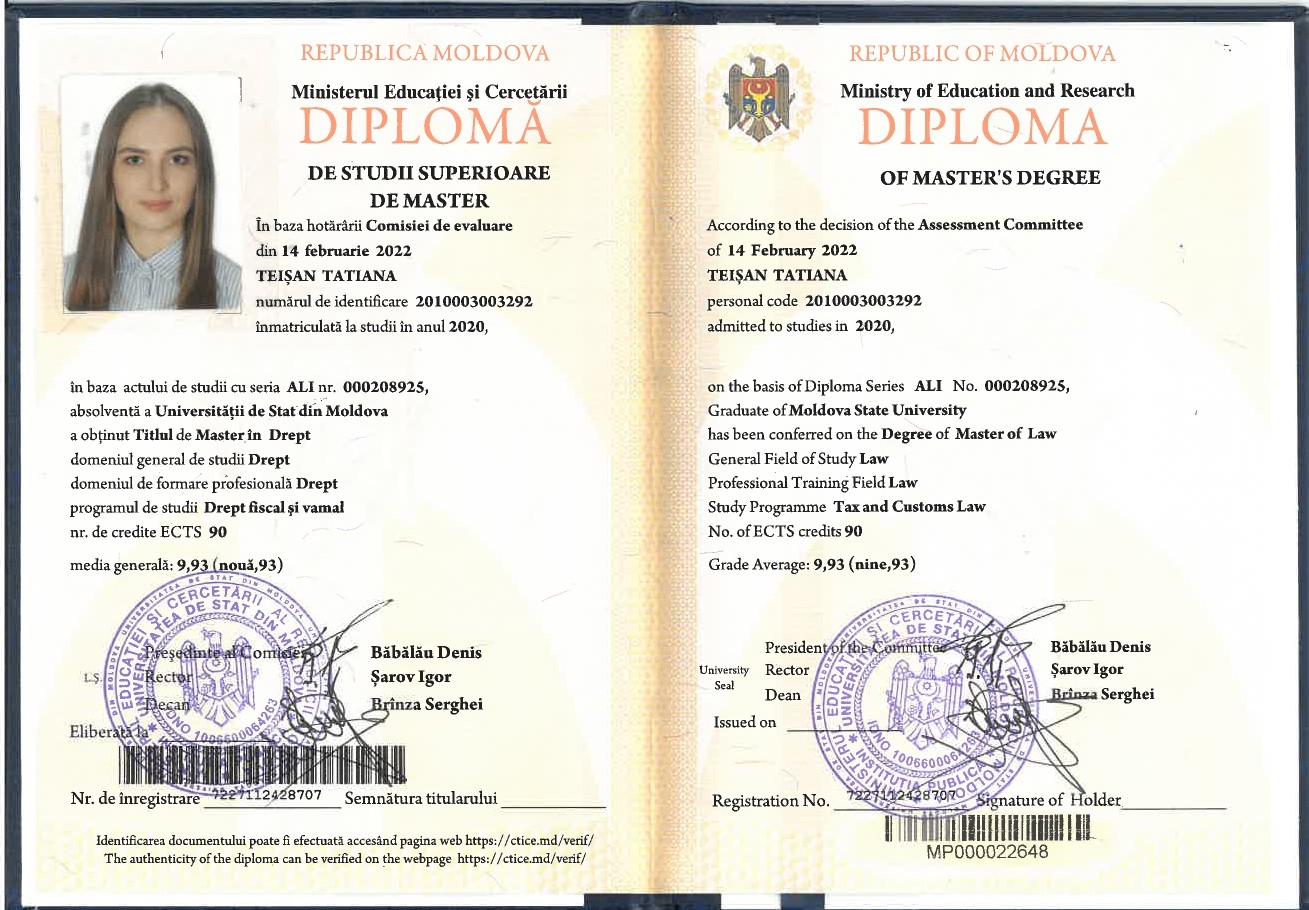 REPUBLICA MOLDOVA
Ministerul Educației și Cercetării
DIPLOMĂ
DE STUDII SUPERIOARE
DE MASTER
În baza hotărârii Comisiei de evaluare
din 14 februarie 2022
TEIȘAN TATIANA
numărul de identificare 2010003003292
înmatriculată la studii în anul 2020,
în baza actului de studii cu seria ALI nr. 000208925,
absolventă a Universității de Stat din Moldova
a obținut Titlul de Master în Drept
domeniul general de studii Drept
domeniul de formare profesională Drept
programul de studii Drept fiscal și vamal
nr. de credite ECTS 90
media generală: 9,93 (nouă,93)
Președinte al Comisiei Băbălău Denis
L.Ș. Rector Șarov Igor
Decan Brînza Serghei
Eliberată la
Nr. de înregistrare 7227112428707 Semnătura titularului
Identificarea documentului poate fi efectuată accesând pagina web https://ctice.md/verif/
The authenticity of the diploma can be verified on the webpage https://ctice.md/verif/
REPUBLIC OF MOLDOVA
Ministry of Education and Research
DIPLOMA
OF MASTER'S DEGREE
According to the decision of the Assessment Committee
of 14 February 2022
TEIȘAN TATIANA
personal code 2010003003292
admitted to studies in 2020,
on the basis of Diploma Series ALI No. 000208925,
Graduate of Moldova State University
has been conferred on the Degree of Master of Law
General Field of Study Law
Professional Training Field Law
Study Programme Tax and Customs Law
No. of ECTS credits 90
Grade Average: 9,93 (nine,93)
President of the Committee Băbălău Denis
University Seal Rector Șarov Igor
Dean Brînza Serghei
Issued on
Registration No. 7227112428707 Signature of Holder
MP000022648
UNIVERSITATEA DE STAT DIN MOLDOVA
IDNO 1006600064263
INSTITUȚIA PUBLICĂ